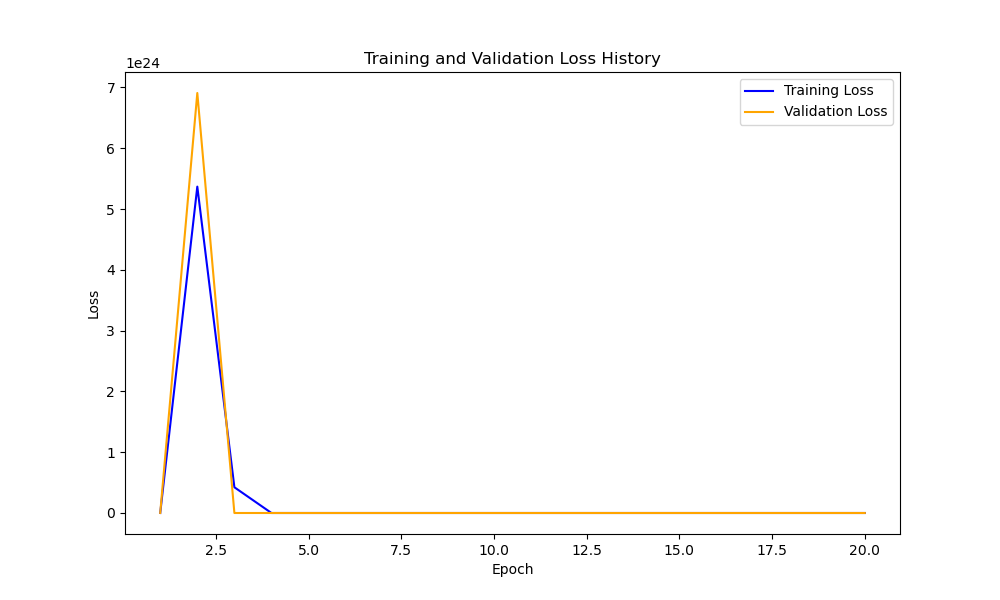 Training and Validation Loss History
1e24
7
6
5
4
3
2
1
0
Loss
Training Loss
Validation Loss
2.5 5.0 7.5 10.0 12.5 15.0 17.5 20.0
Epoch